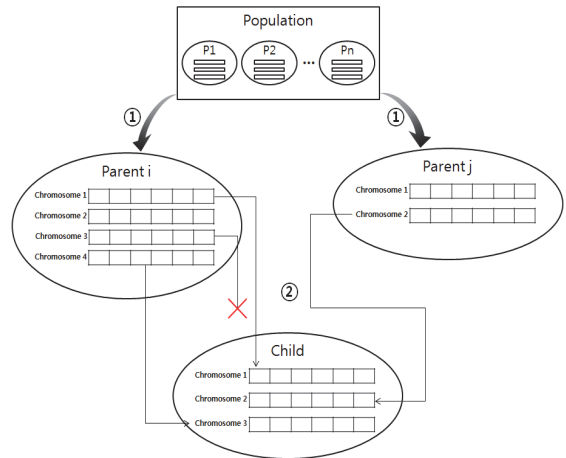 Population
P1 P2 ••• Pn
① ①
Parent i
Chromosome 1
Chromosome 2
Chromosome 3
Chromosome 4
Parent j
Chromosome 1
Chromosome 2
②
Child
Chromosome 1
Chromosome 2
Chromosome 3